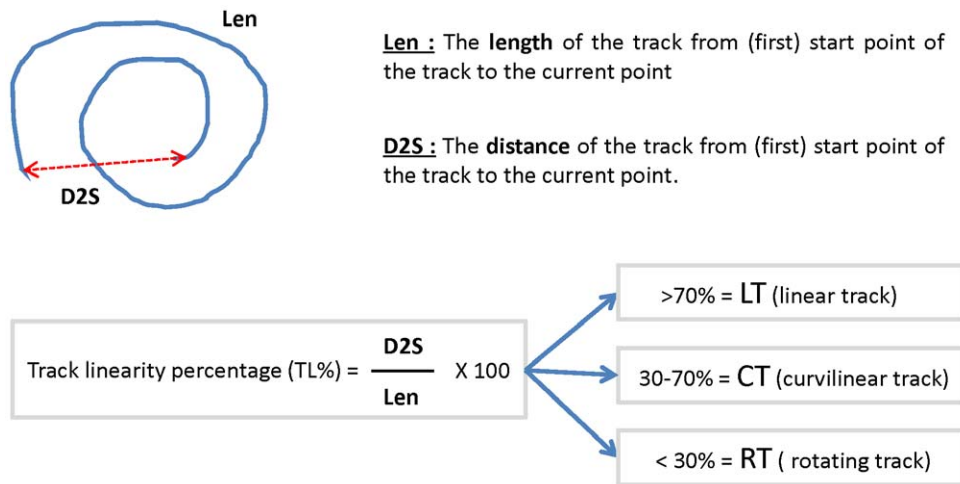 Len
Len : The length of the track from (first) start point of
the track to the current point
D2S : The distance of the track from (first) start point of
the track to the current point.
D2S
>70% = LT (linear track)
Track linearity percentage (TL%) = D2S / Len X 100
30-70% = CT (curvilinear track)
< 30% = RT ( rotating track)